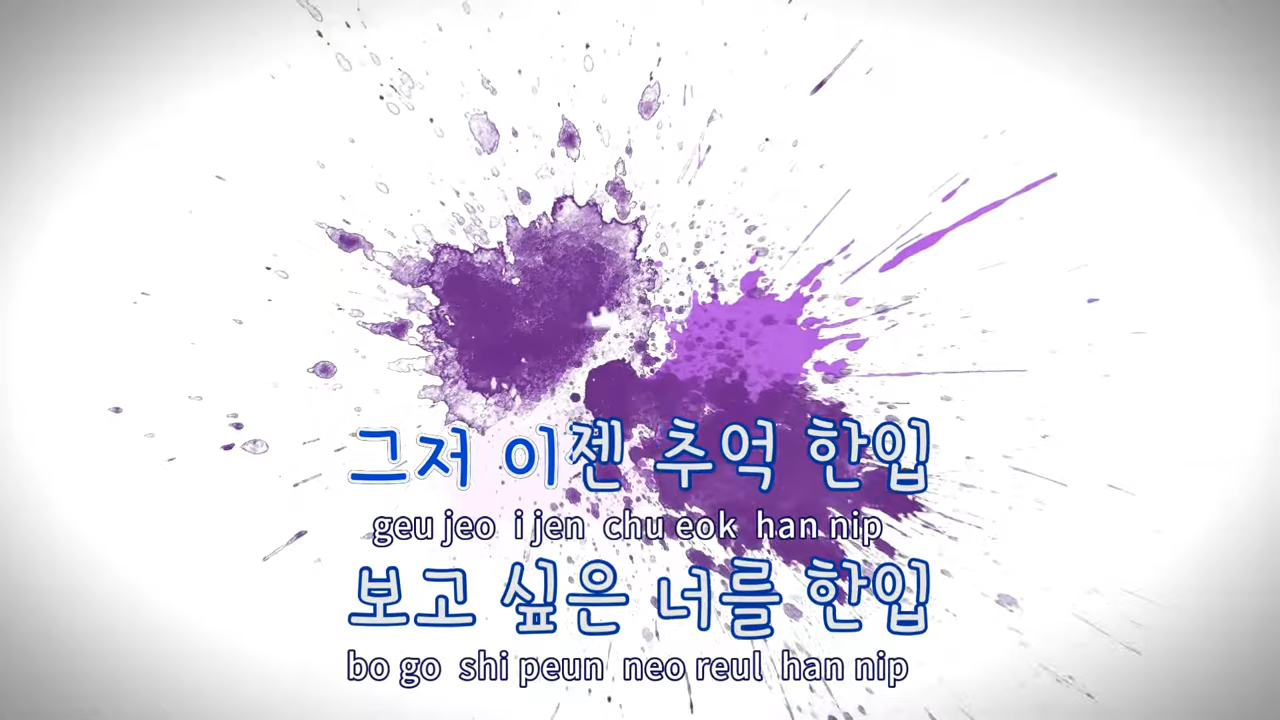 그저 이젠 추억 한입
geu jeo i jen chu eok han nip
보고 싶은 너를 한입
bo go shi peun neo reul han nip